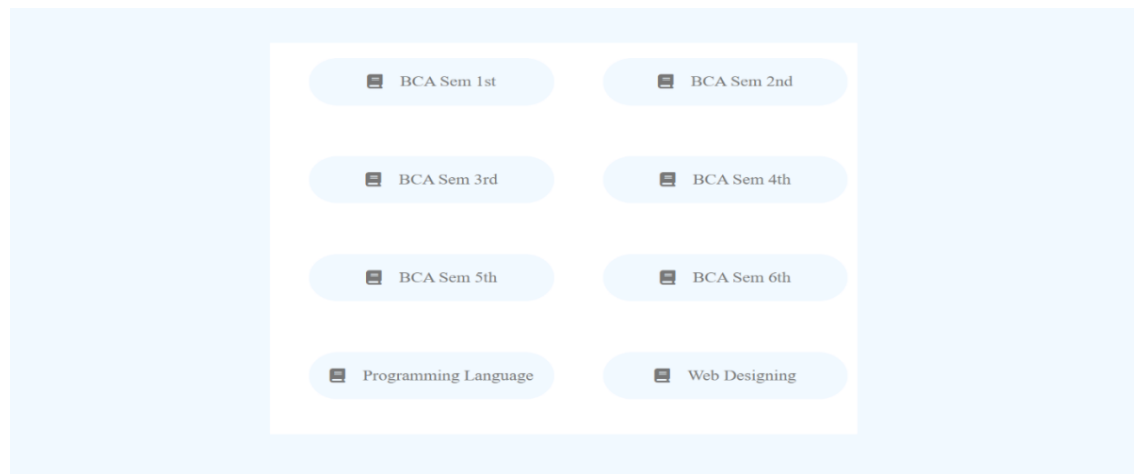 BCA Sem 1st
BCA Sem 2nd
BCA Sem 3rd
BCA Sem 4th
BCA Sem 5th
BCA Sem 6th
Programming Language
Web Designing